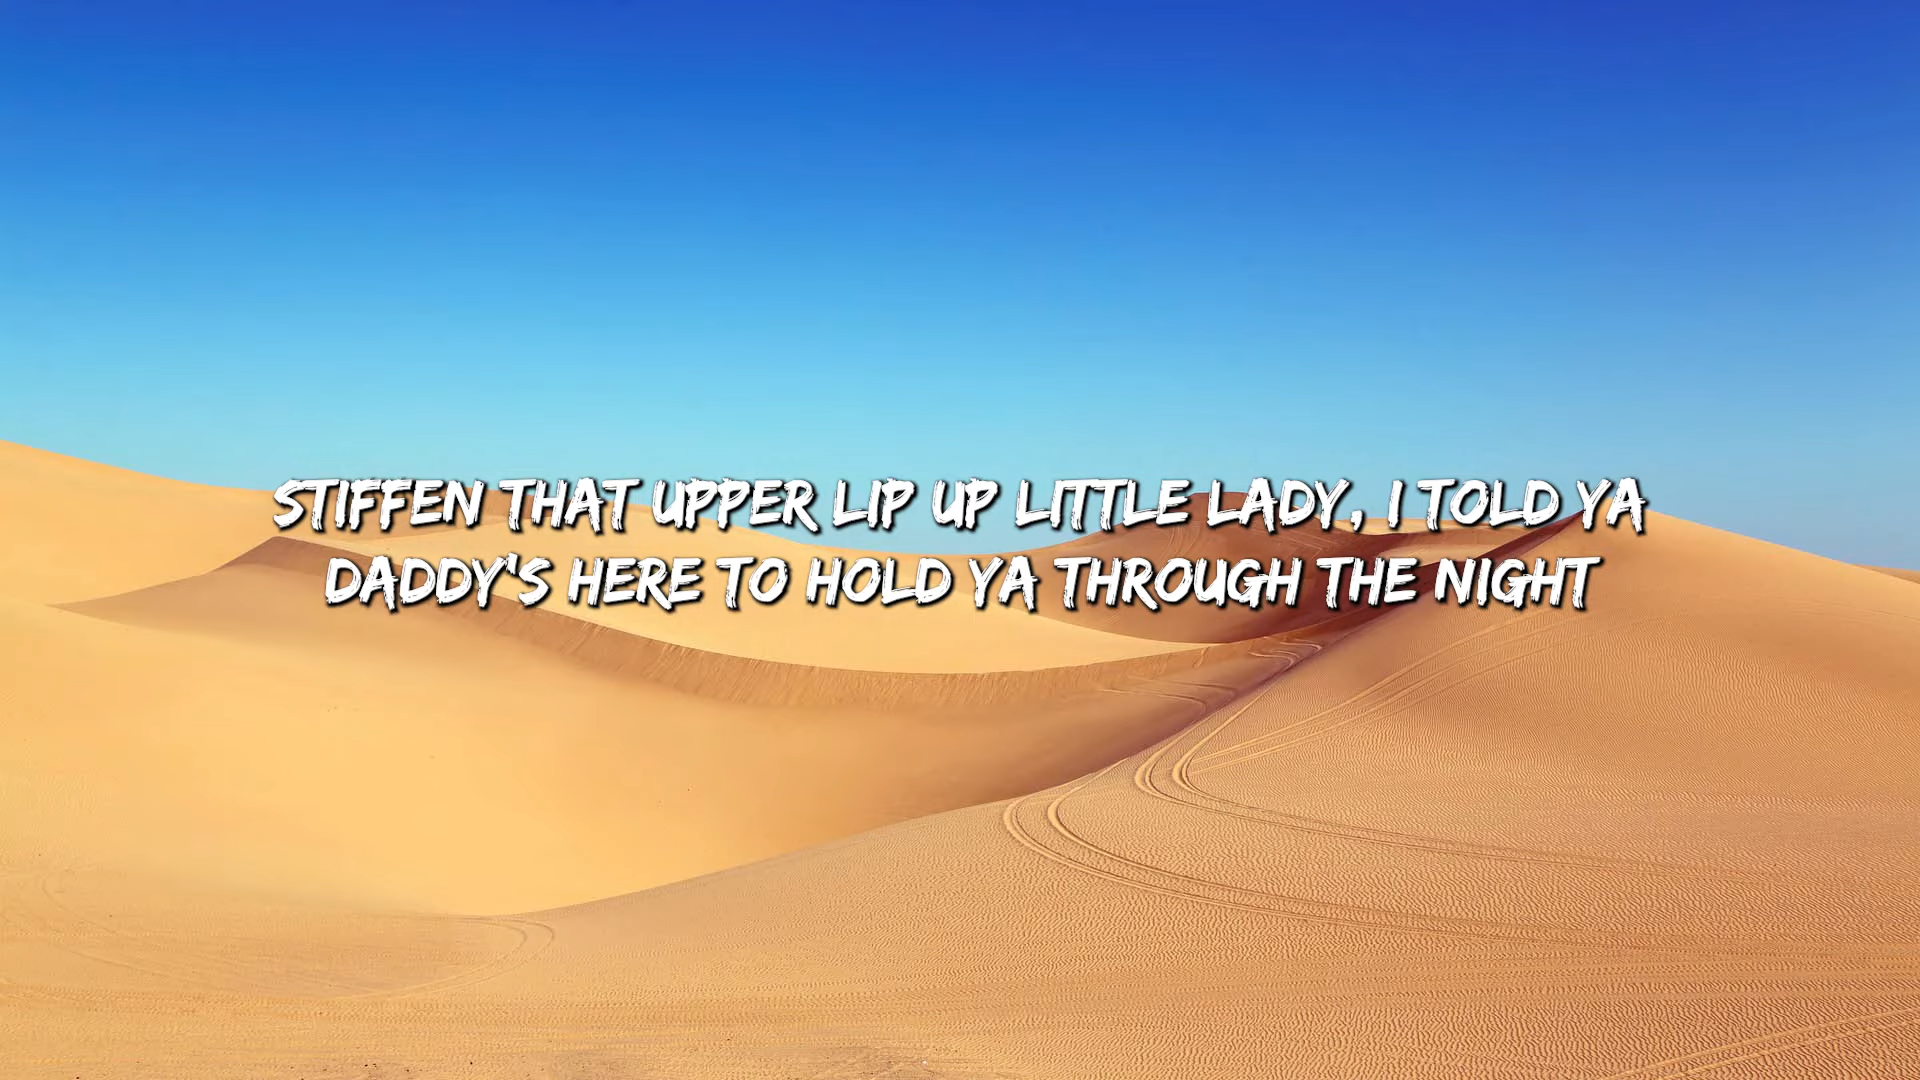 STIFFEN THAT UPPER LIP UP LITTLE LADY, I TOLD YA
DADDY'S HERE TO HOLD YA THROUGH THE NIGHT